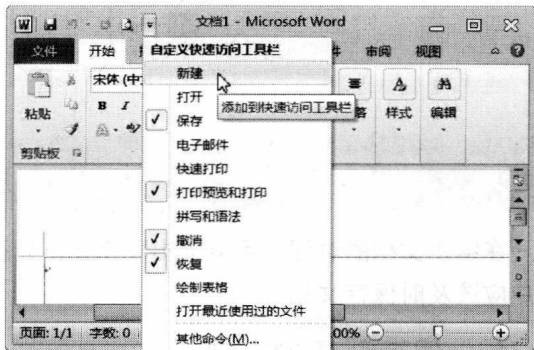 文档1 - Microsoft Word
文件 开始 审阅 视图
自定义快速访问工具栏
新建
打开
添加到快速访问工具栏
保存
电子邮件
快速打印
打印预览和打印
拼写和语法
撤消
恢复
绘制表格
打开最近使用过的文件
其他命令(M)...
宋体 (中
B I
粘贴
剪贴板
落 样式 编辑
页面: 1/1 字数: 0
00%